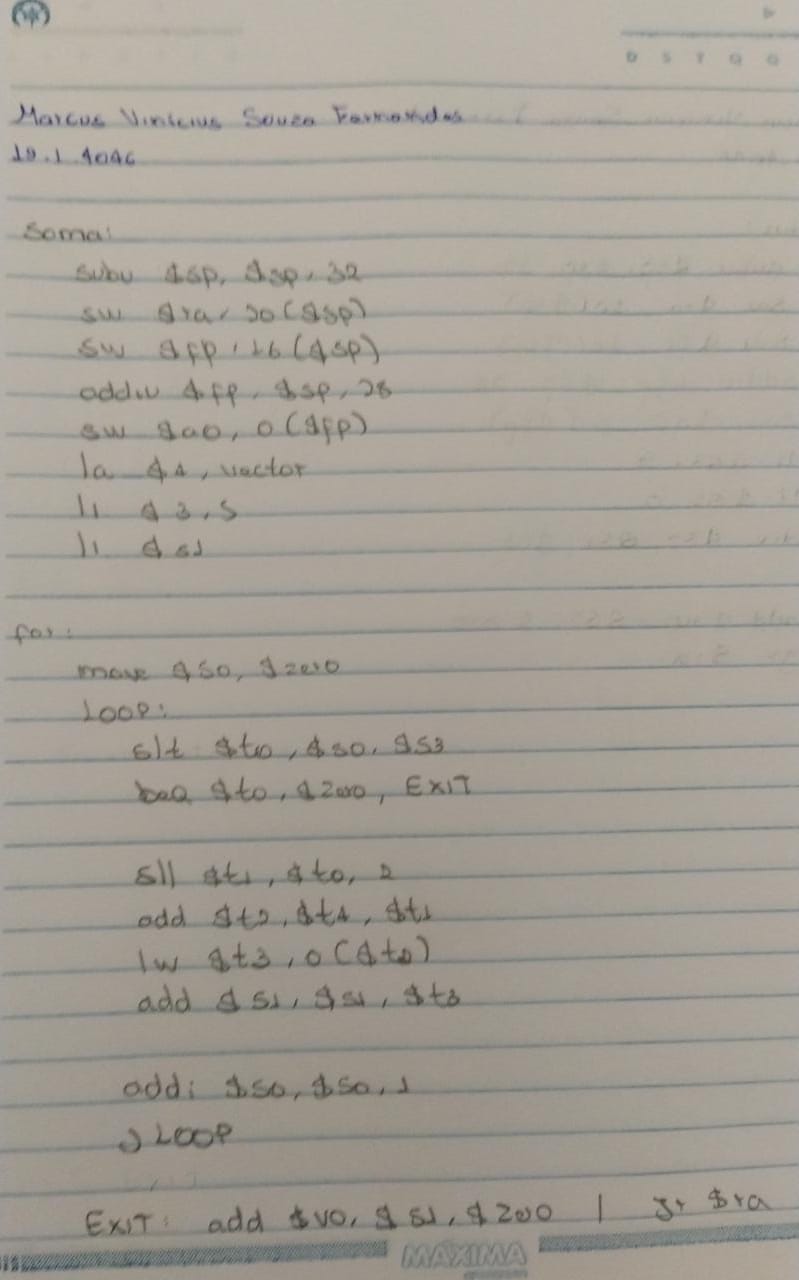 D S T Q Q
Marcus Vinicius Souza Fernandes
19.1.4046
Soma:
subu $sp, $sp, 32
sw $ra, 20($sp)
sw $fp, 16($sp)
addiu $fp, $sp, 28
sw $a0, 0($fp)
la $4, vector
li $3, 5
li $s1
for:
move $s0, $zero
LOOP:
slt $t0, $s0, $s3
beq $t0, $zero, EXIT
sll $t1, $t0, 2
add $t2, $t4, $t1
lw $t3, 0($t2)
add $s1, $s1, $t3
addi $s0, $s0, 1
J LOOP
EXIT: add $v0, $s1, $zero | Jr $ra
MAXIMA